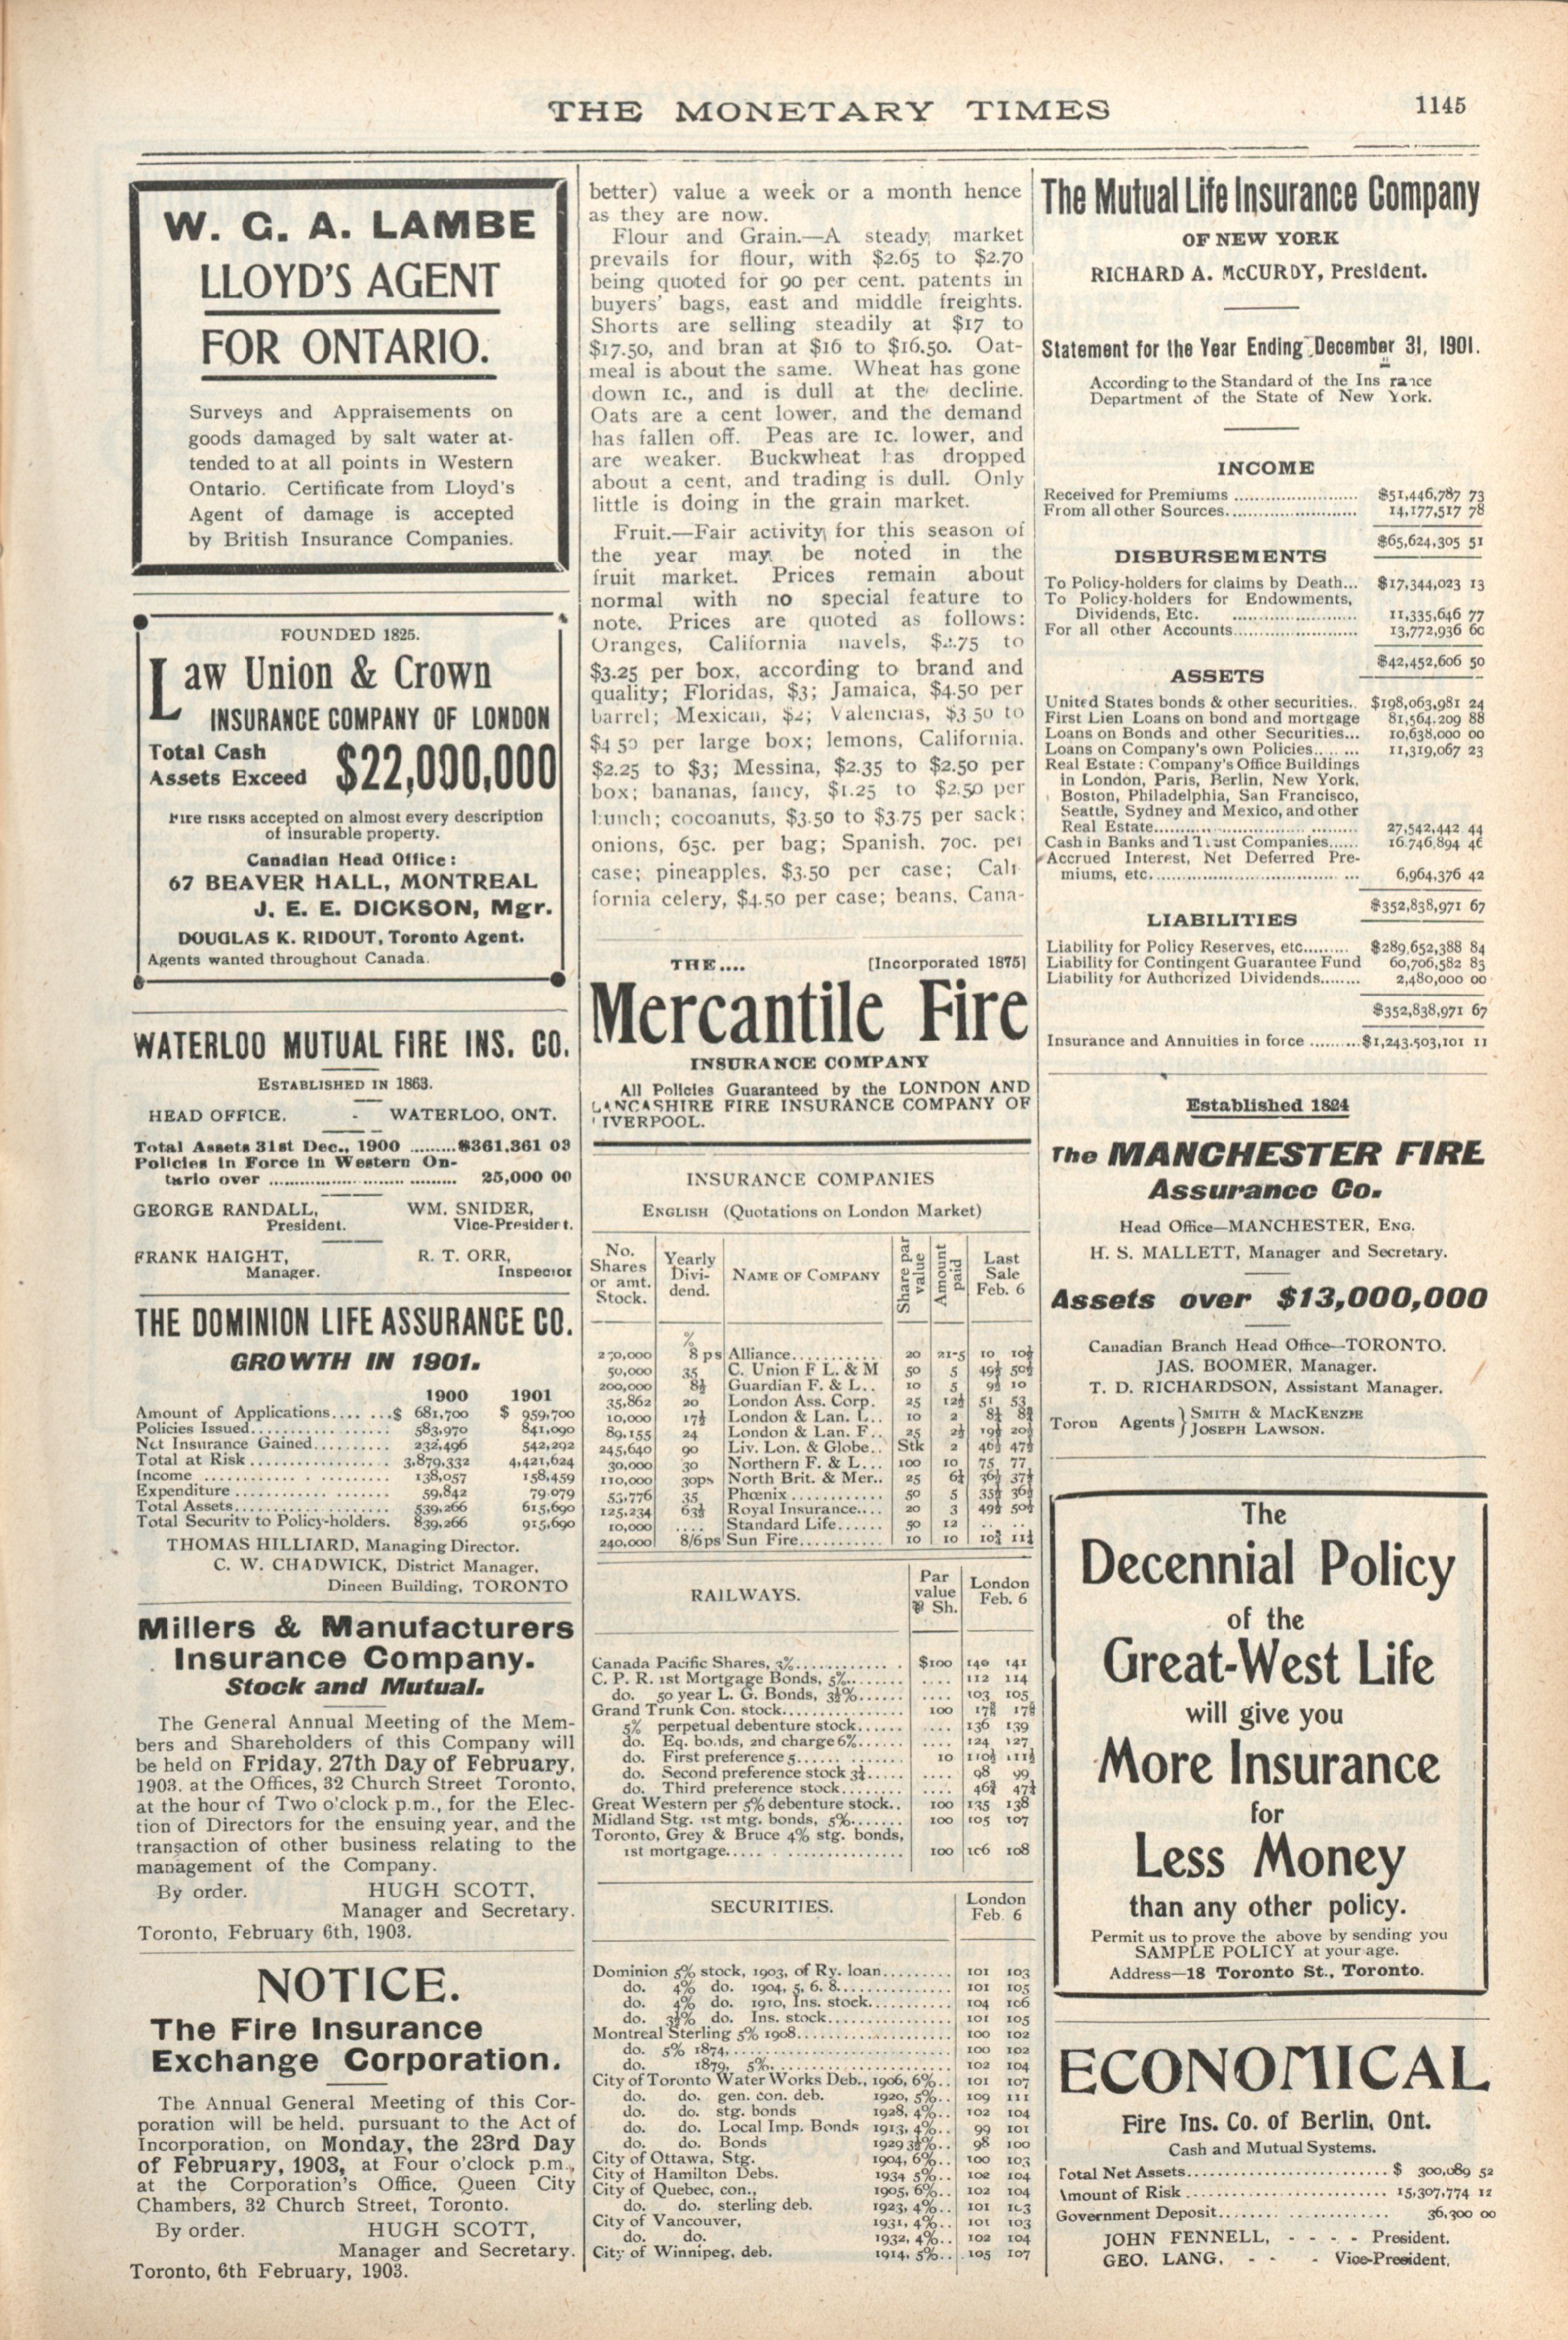 THE MONETARY TIMES
1145
W. G. A. LAMBE
LLOYD'S AGENT
FOR ONTARIO.
Surveys and Appraisements on
goods damaged by salt water at-
tended to at all points in Western
Ontario. Certificate from Lloyd's
Agent of damage is accepted
by British Insurance Companies.
FOUNDED 1825.
Law Union & Crown
INSURANCE COMPANY OF LONDON
Total Cash
Assets Exceed $22,000,000
Fire risks accepted on almost every description
of insurable property.
Canadian Head Office:
67 BEAVER HALL, MONTREAL
J. E. E. DICKSON, Mgr.
DOUGLAS K. RIDOUT, Toronto Agent.
Agents wanted throughout Canada.
WATERLOO MUTUAL FIRE INS. CO.
ESTABLISHED IN 1863.
HEAD OFFICE, - WATERLOO, ONT.
Total Assets 31st Dec., 1900 .........$361,361 03
Policies in Force in Western On-
tario over .......................... 25,000 00
GEORGE RANDALL, WM. SNIDER,
President. Vice-President.
FRANK HAIGHT, R. T. ORR,
Manager. Inspector
THE DOMINION LIFE ASSURANCE CO.
GROWTH IN 1901.
1900 1901
Amount of Applications.... ...$ 681,700 $ 959,700
Policies Issued................. 583,970 841,090
Net Insurance Gained.......... 232,496 542,292
Total at Risk ................. 3,879,332 4,421,624
Income ....................... 138,057 158,459
Expenditure ................... 59,842 79.079
Total Assets................... 539,266 615,690
Total Security to Policy-holders. 839,266 915,690
THOMAS HILLIARD, Managing Director.
C. W. CHADWICK, District Manager,
Dineen Building, TORONTO
Millers & Manufacturers
Insurance Company.
Stock and Mutual.
The General Annual Meeting of the Mem-
bers and Shareholders of this Company will
be held on Friday, 27th Day of February,
1903. at the Offices, 32 Church Street Toronto,
at the hour of Two o'clock p.m., for the Elec-
tion of Directors for the ensuing year, and the
transaction of other business relating to the
management of the Company.
By order. HUGH SCOTT,
Manager and Secretary.
Toronto, February 6th, 1903.
NOTICE.
The Fire Insurance
Exchange Corporation.
The Annual General Meeting of this Cor-
poration will be held. pursuant to the Act of
Incorporation, on Monday, the 23rd Day
of February, 1903, at Four o'clock p.m.,
at the Corporation's Office, Queen City
Chambers, 32 Church Street, Toronto.
By order. HUGH SCOTT,
Manager and Secretary.
Toronto, 6th February, 1903.
better) value a week or a month hence
as they are now.
Flour and Grain.—A steady market
prevails for flour, with $2.65 to $2.70
being quoted for 90 per cent. patents in
buyers' bags, east and middle freights.
Shorts are selling steadily at $17 to
$17.50, and bran at $16 to $16.50. Oat-
meal is about the same. Wheat has gone
down 1c., and is dull at the decline.
Oats are a cent lower, and the demand
has fallen off. Peas are 1c. lower, and
are weaker. Buckwheat has dropped
about a cent, and trading is dull. Only
little is doing in the grain market.
Fruit.—Fair activity for this season of
the year may be noted in the
fruit market. Prices remain about
normal with no special feature to
note. Prices are quoted as follows:
Oranges, California navels, $2.75 to
$3.25 per box, according to brand and
quality; Floridas, $3; Jamaica, $4.50 per
barrel; Mexican, $2; Valencias, $3 50 to
$4 50 per large box; lemons, California.
$2.25 to $3; Messina, $2.35 to $2.50 per
box; bananas, fancy, $1.25 to $2.50 per
bunch; cocoanuts, $3.50 to $3.75 per sack;
onions, 65c. per bag; Spanish. 70c. per
case; pineapples, $3.50 per case; Cali
fornia celery, $4.50 per case; beans, Cana-
THE.... [Incorporated 1875]
Mercantile Fire
INSURANCE COMPANY
All Policies Guaranteed by the LONDON AND
LANCASHIRE FIRE INSURANCE COMPANY OF
IVERPOOL.
INSURANCE COMPANIES
ENGLISH (Quotations on London Market)
No. Shares or amt. Stock. Yearly Divi- dend. NAME OF COMPANY Share par value Amount paid Last Sale Feb. 6
%
270,000 8 ps Alliance............ 20 21-5 10 10½
50,000 35 C. Union F L. & M 50 5 49½ 50½
200,000 8½ Guardian F. & L.. 10 5 9½ 10
35,862 20 London Ass. Corp. 25 12½ 51 53
10,000 17½ London & Lan. L.. 10 2
89,155 24 London & Lan. F.. 25 2½ 19½ 20½
245,640 90 Liv. Lon. & Globe.. Stk 2 46½ 47½
30,000 30 Northern F. & L... 100 10 75 77
110,000 30ps North Brit. & Mer.. 25 6¼ 36½ 37½
53,776 35 Phœnix............ 50 5 35½ 36½
125,234 63½ Royal Insurance.... 20 3 49½ 50½
10,000 .... Standard Life...... 50 12 .. ..
240,000 8/6ps Sun Fire........... 10 10
RAILWAYS. Par value ℔ Sh. London Feb. 6
Canada Pacific Shares, 3%............. $100 140 141
C. P. R. 1st Mortgage Bonds, 5%....... .... 112 114
do. 50 year L. G. Bonds, 3½%...... .... 103 105
Grand Trunk Con. stock................ 100
5% perpetual debenture stock...... .... 136 139
do. Eq. bonds, 2nd charge 6%...... .... 124 127
do. First preference 5............. 10 110½ 111½
do. Second preference stock 3¼..... .... 98 99
do. Third preference stock........ ....
Great Western per 5% debenture stock.. 100 135 138
Midland Stg. 1st mtg. bonds, 5%....... 100 105 107
Toronto, Grey & Bruce 4% stg. bonds,
1st mortgage....................... 100 106 108
SECURITIES. London Feb. 6
Dominion 5% stock, 1903, of Ry. loan......... 101 103
do. 4% do. 1904, 5, 6. 8............... 101 105
do. 4% do. 1910, Ins. stock........... 104 106
do. 3½% do. Ins. stock............... 101 105
Montreal Sterling 5% 1908.................... 100 102
do. 5% 1874,........................... 100 102
do. 1879, 5%....................... 102 104
City of Toronto Water Works Deb., 1906, 6%.. 101 107
do. do. gen. con. deb. 1920, 5%.. 109 111
do. do. stg. bonds 1928, 4%.. 102 104
do. do. Local Imp. Bonds 1913, 4%.. 99 101
do. do. Bonds 1929 3½%.. 98 100
City of Ottawa, Stg. 1904, 6%.. 100 103
City of Hamilton Debs. 1934 5%.. 102 104
City of Quebec, con., 1905, 6%.. 102 104
do. do. sterling deb. 1923, 4%.. 101 103
City of Vancouver, 1931, 4%.. 101 103
do. do. 1932, 4%.. 102 104
City of Winnipeg, deb. 1914, 5%.. 105 107
The Mutual Life Insurance Company
OF NEW YORK
RICHARD A. McCURDY, President.
Statement for the Year Ending December 31, 1901.
According to the Standard of the Ins rance
Department of the State of New York.
INCOME
Received for Premiums ...................... $51,446,787 73
From all other Sources...................... 14,177,517 78
$65,624,305 51
DISBURSEMENTS
To Policy-holders for claims by Death... $17,344,023 13
To Policy-holders for Endowments,
Dividends, Etc. ...................... 11,335,646 77
For all other Accounts...................... 13,772,936 60
$42,452,606 50
ASSETS
United States bonds & other securities.. $198,063,981 24
First Lien Loans on bond and mortgage 81,564,209 88
Loans on Bonds and other Securities... 10,638,000 00
Loans on Company's own Policies........ 11,319,067 23
Real Estate: Company's Office Buildings
in London, Paris, Berlin, New York,
Boston, Philadelphia, San Francisco,
Seattle, Sydney and Mexico, and other
Real Estate................................ 27,542,442 44
Cash in Banks and Trust Companies...... 16.746,894 46
Accrued Interest, Net Deferred Pre-
miums, etc................................. 6,964,376 42
$352,838,971 67
LIABILITIES
Liability for Policy Reserves, etc......... $289,652,388 84
Liability for Contingent Guarantee Fund 60,706,582 83
Liability for Authorized Dividends........ 2,480,000 00
$352,838,971 67
Insurance and Annuities in force ..........$1,243.503,101 11
Established 1824
The MANCHESTER FIRE
Assurance Co.
Head Office—MANCHESTER, ENG.
H. S. MALLETT, Manager and Secretary.
Assets over $13,000,000
Canadian Branch Head Office—TORONTO.
JAS. BOOMER, Manager.
T. D. RICHARDSON, Assistant Manager.
Toron Agents } SMITH & MACKENZIE
JOSEPH LAWSON.
The
Decennial Policy
of the
Great-West Life
will give you
More Insurance
for
Less Money
than any other policy.
Permit us to prove the above by sending you
SAMPLE POLICY at your age.
Address—18 Toronto St., Toronto.
ECONOMICAL
Fire Ins. Co. of Berlin, Ont.
Cash and Mutual Systems.
Total Net Assets............................ $ 300,089 52
Amount of Risk ............................ 15,307,774 12
Government Deposit........................ 36,300 00
JOHN FENNELL, - - - - President.
GEO. LANG, - - - Vice-President.